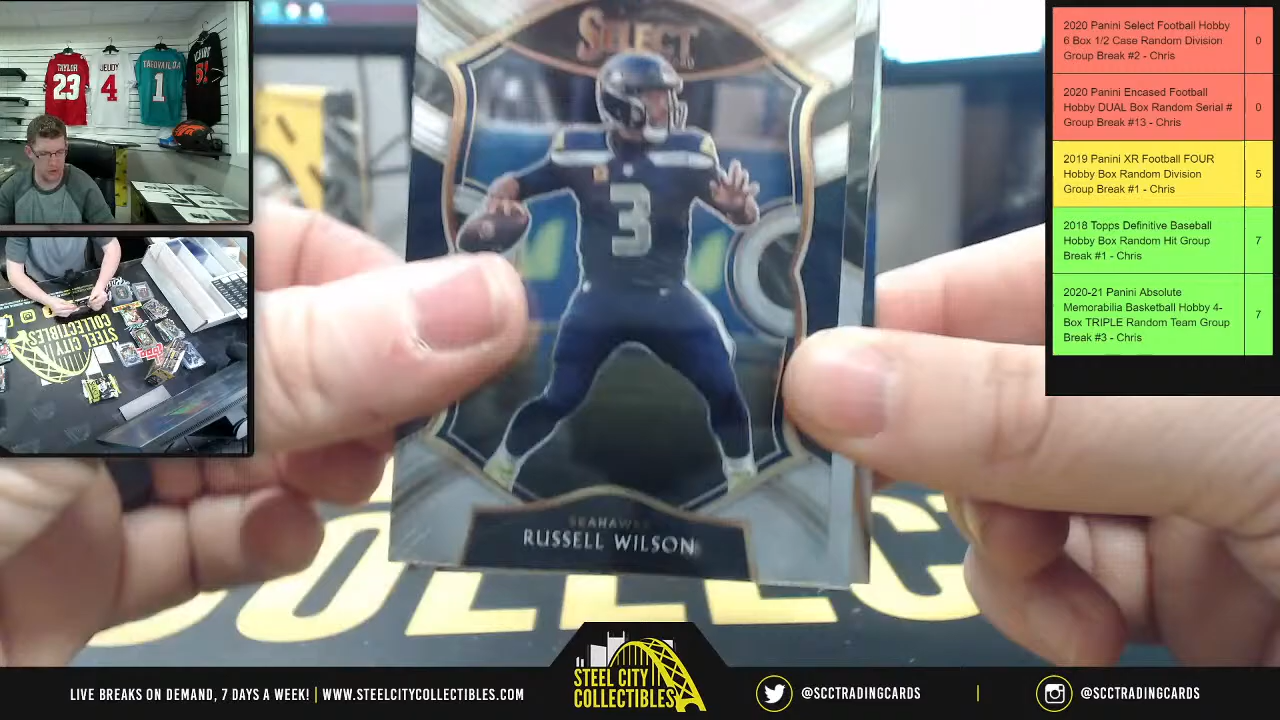 TAYLOR
23
JEUDY
4
TAGOVAILOA
1
SELECT
3
SEAHAWKS
RUSSELL WILSON
2020 Panini Select Football Hobby
6 Box 1/2 Case Random Division
Group Break #2 - Chris
0
2020 Panini Encased Football
Hobby DUAL Box Random Serial #
Group Break #13 - Chris
0
2019 Panini XR Football FOUR
Hobby Box Random Division
Group Break #1 - Chris
5
2018 Topps Definitive Baseball
Hobby Box Random Hit Group
Break #1 - Chris
7
2020-21 Panini Absolute
Memorabilia Basketball Hobby 4-
Box TRIPLE Random Team Group
Break #3 - Chris
7
STEEL CITY
COLLECTIBLES
LIVE BREAKS ON DEMAND, 7 DAYS A WEEK! | WWW.STEELCITYCOLLECTIBLES.COM
STEEL CITY
COLLECTIBLES
@SCCTRADINGCARDS
|
@SCCTRADINGCARDS